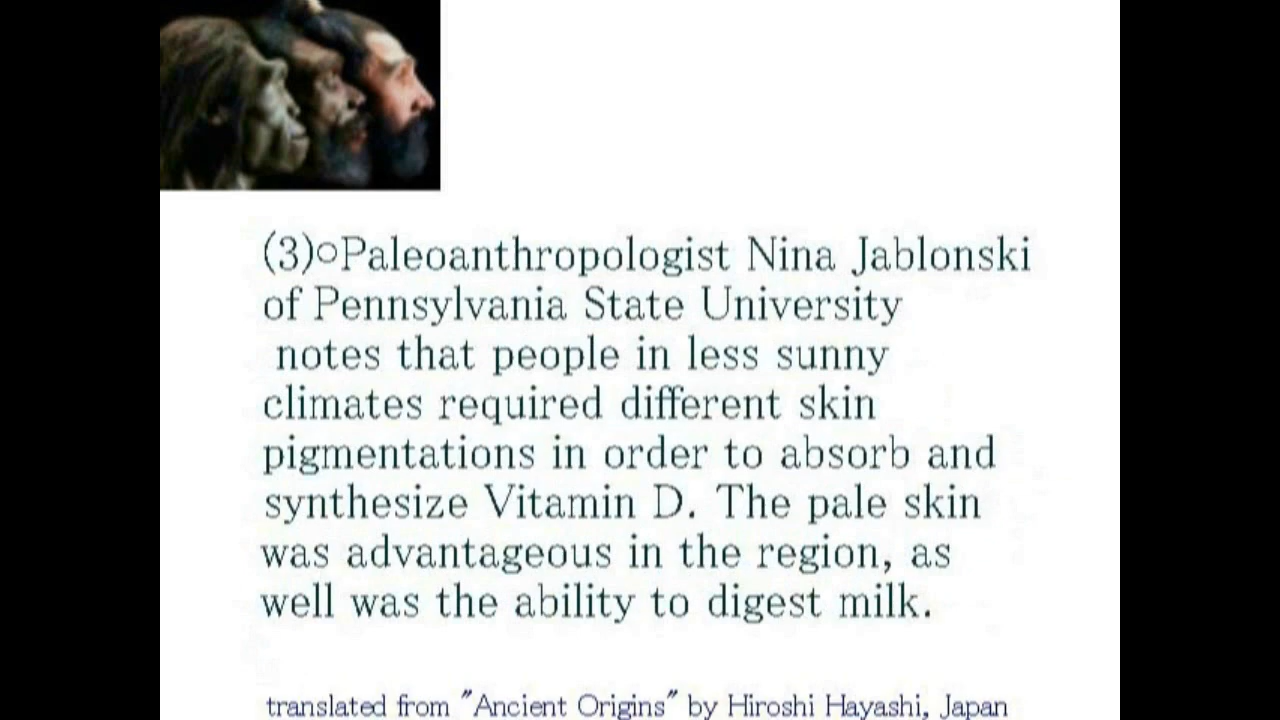 (3)○Paleoanthropologist Nina Jablonski
of Pennsylvania State University
notes that people in less sunny
climates required different skin
pigmentations in order to absorb and
synthesize Vitamin D. The pale skin
was advantageous in the region, as
well was the ability to digest milk.
translated from "Ancient Origins" by Hiroshi Hayashi, Japan